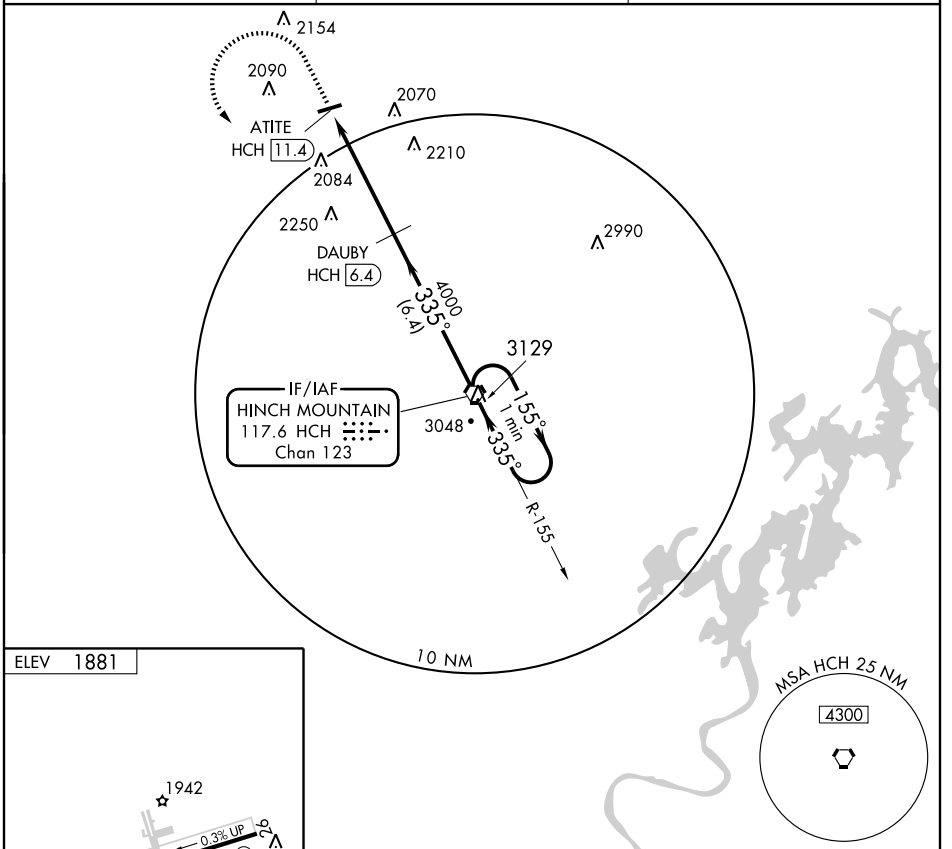 2154
2090
2070
ATITE
HCH 11.4
2210
2084
2250
2990
DAUBY
HCH 6.4
4000
335°
(6.4)
3129
IF/IAF
HINCH MOUNTAIN
117.6 HCH
Chan 123
3048
155°
1 min
335°
R-155
10 NM
ELEV 1881
MSA HCH 25 NM
4300
1942
0.3% UP
26